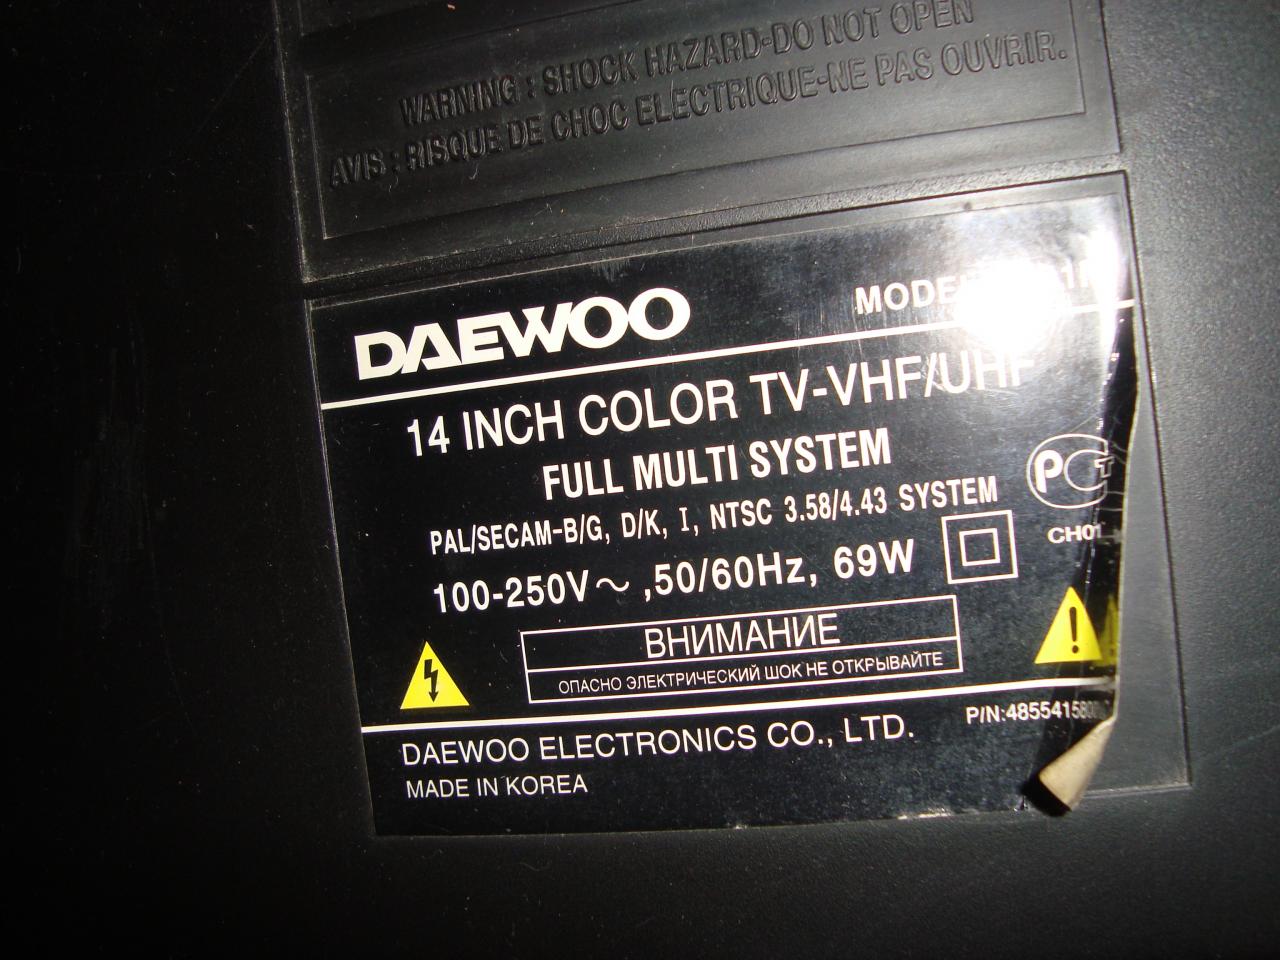 WARNING : SHOCK HAZARD-DO NOT OPEN
AVIS : RISQUE DE CHOC ELECTRIQUE-NE PAS OUVRIR.
DAEWOO
14 INCH COLOR TV-VHF/UHF
FULL MULTI SYSTEM
PAL/SECAM-B/G, D/K, I, NTSC 3.58/4.43 SYSTEM
100-250V~ ,50/60Hz, 69W
CH01
ВНИМАНИЕ
ОПАСНО ЭЛЕКТРИЧЕСКИЙ ШОК НЕ ОТКРЫВАЙТЕ
DAEWOO ELECTRONICS CO., LTD.
MADE IN KOREA